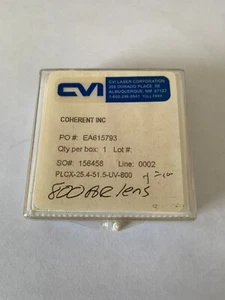 CVI
CVI LASER CORPORATION
200 DORADO PLACE, SE
ALBUQUERQUE, NM 87123
COHERENT INC
PO #: EA615793
Qty per box: 1 Lot #:
SO#: 156458 Line: 0002
PLCX-25.4-51.5-UV-800
800 AR lens